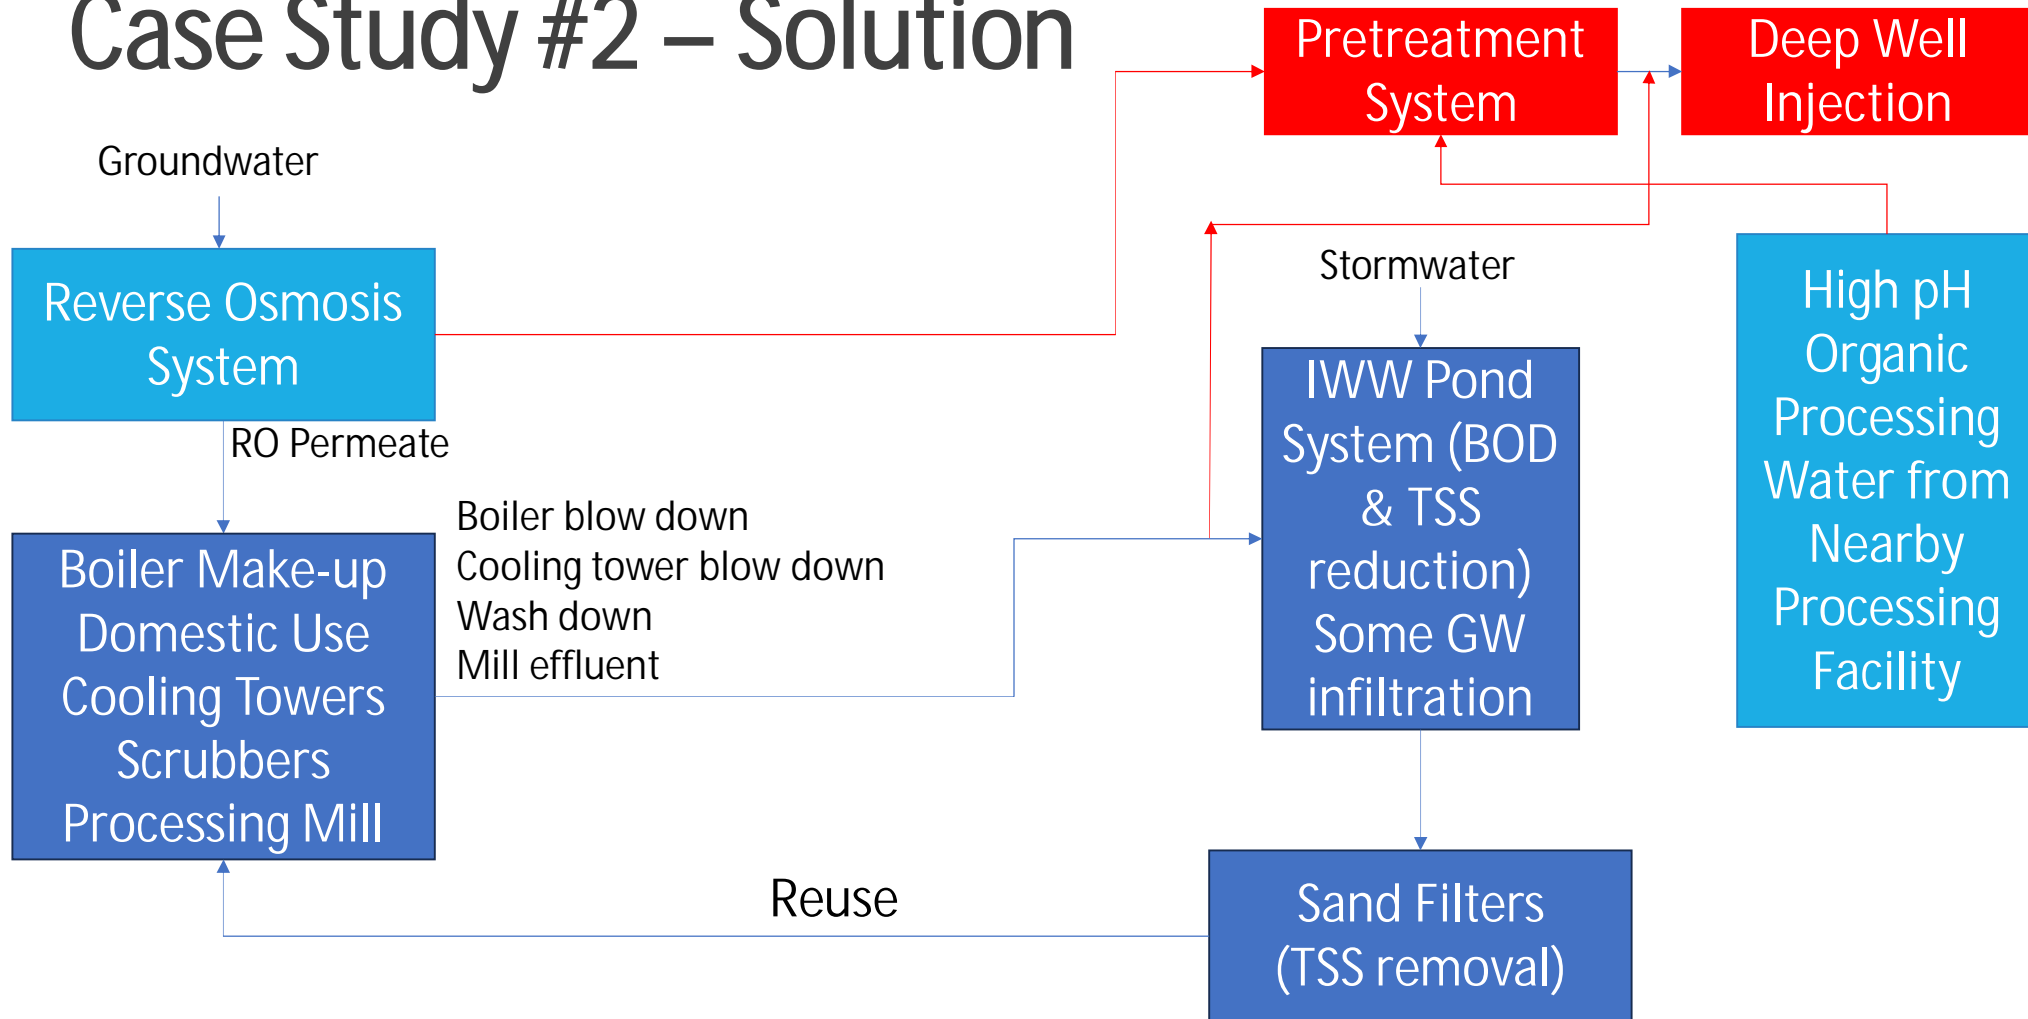 Case Study #2 – Solution
Pretreatment
System
Deep Well
Injection
Groundwater
Reverse Osmosis
System
RO Permeate
Boiler Make-up
Domestic Use
Cooling Towers
Scrubbers
Processing Mill
Boiler blow down
Cooling tower blow down
Wash down
Mill effluent
Stormwater
IWW Pond
System (BOD
& TSS
reduction)
Some GW
infiltration
High pH
Organic
Processing
Water from
Nearby
Processing
Facility
Reuse
Sand Filters
(TSS removal)